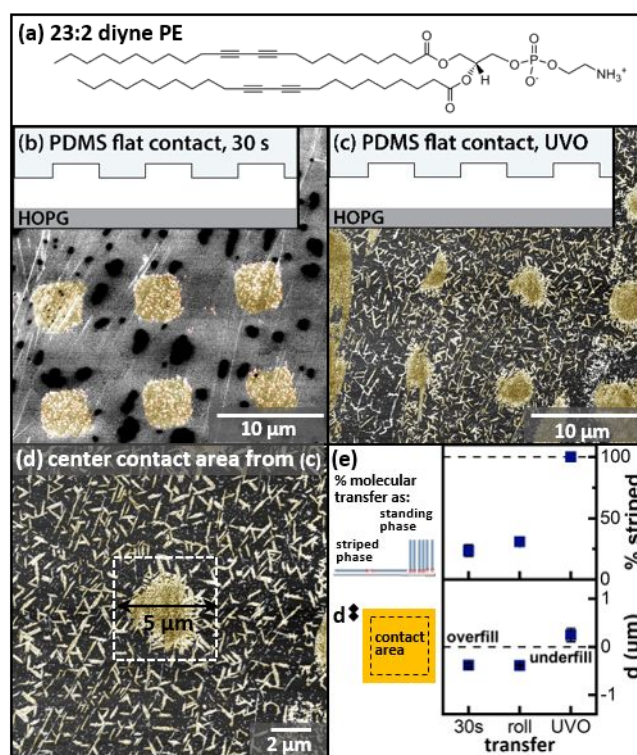 (a) 23:2 diyne PE
O
O
H
O
O
O
P
O
O⁻
O
NH₃⁺
(b) PDMS flat contact, 30 s
HOPG
10 μm
(c) PDMS flat contact, UVO
HOPG
10 μm
(d) center contact area from (c)
5 μm
2 μm
(e)
% molecular
transfer as:
standing
phase
striped
phase
100
50
0
% striped
d
contact
area
overfill
underfill
1
0
-1
d (μm)
30s roll UVO
transfer